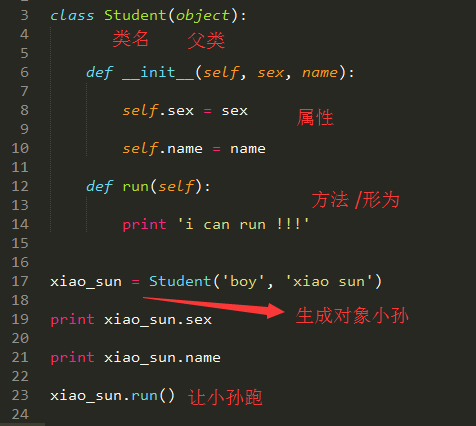 3 class Student(object):
4 类名 父类
5
6 def __init__(self, sex, name):
7
8 self.sex = sex 属性
9
10 self.name = name
11
12 def run(self): 方法 /形为
13
14 print 'i can run !!!'
15
16
17 xiao_sun = Student('boy', 'xiao sun')
18 生成对象小孙
19 print xiao_sun.sex
20
21 print xiao_sun.name
22
23 xiao_sun.run() 让小孙跑
24